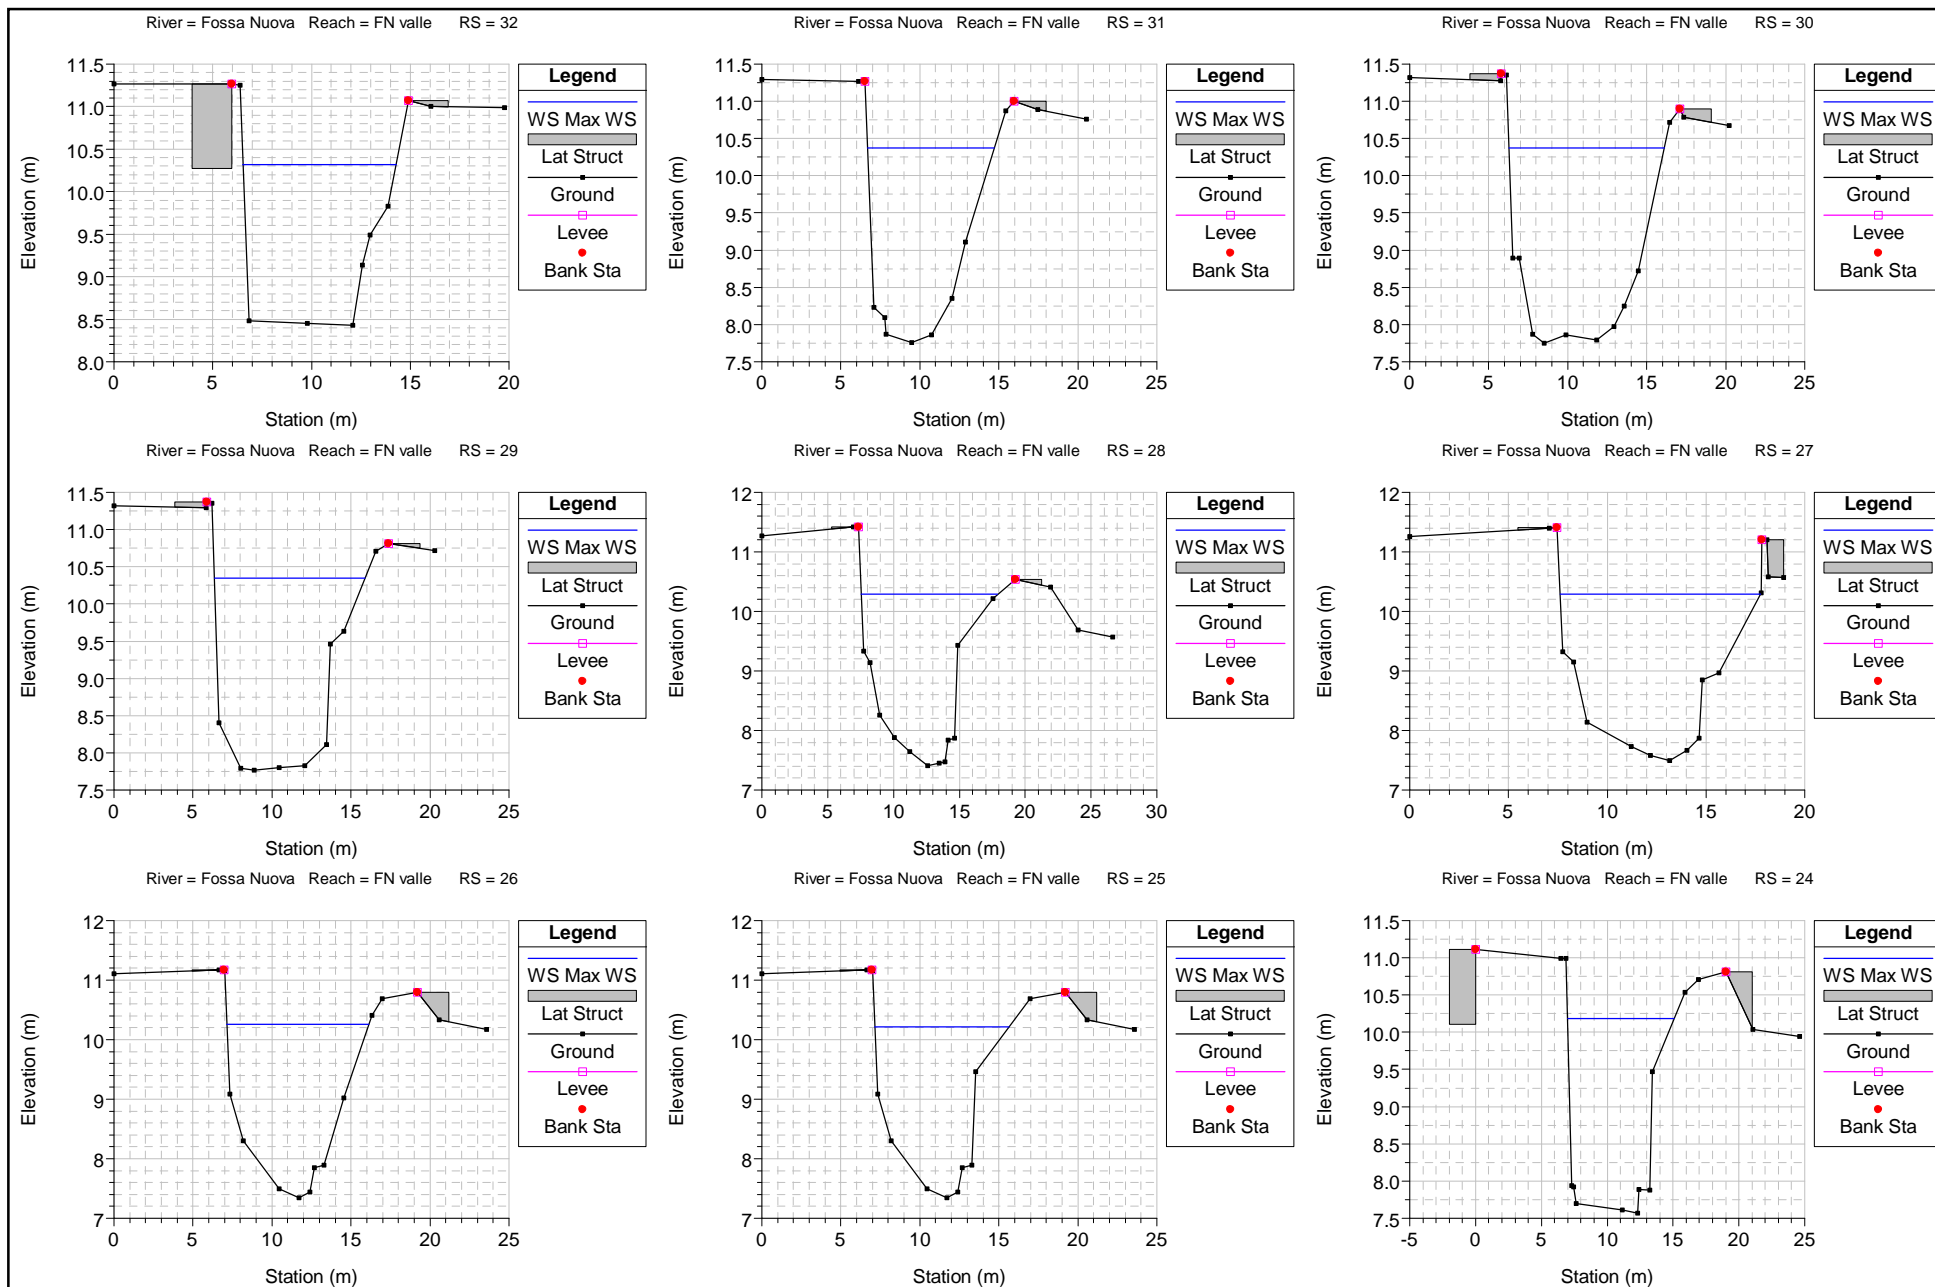 River = Fossa Nuova   Reach = FN valle      RS = 32
11.5
11.0
10.5
10.0
9.5
9.0
8.5
8.0
0 5 10 15 20
Station (m)
Elevation (m)
Legend
WS Max WS
Lat Struct
Ground
Levee
Bank Sta
River = Fossa Nuova   Reach = FN valle      RS = 31
11.5
11.0
10.5
10.0
9.5
9.0
8.5
8.0
7.5
0 5 10 15 20 25
Station (m)
Elevation (m)
Legend
WS Max WS
Lat Struct
Ground
Levee
Bank Sta
River = Fossa Nuova   Reach = FN valle      RS = 30
11.5
11.0
10.5
10.0
9.5
9.0
8.5
8.0
7.5
0 5 10 15 20 25
Station (m)
Elevation (m)
Legend
WS Max WS
Lat Struct
Ground
Levee
Bank Sta
River = Fossa Nuova   Reach = FN valle      RS = 29
11.5
11.0
10.5
10.0
9.5
9.0
8.5
8.0
7.5
0 5 10 15 20 25
Station (m)
Elevation (m)
Legend
WS Max WS
Lat Struct
Ground
Levee
Bank Sta
River = Fossa Nuova   Reach = FN valle      RS = 28
12
11
10
9
8
7
0 5 10 15 20 25 30
Station (m)
Elevation (m)
Legend
WS Max WS
Lat Struct
Ground
Levee
Bank Sta
River = Fossa Nuova   Reach = FN valle      RS = 27
12
11
10
9
8
7
0 5 10 15 20
Station (m)
Elevation (m)
Legend
WS Max WS
Lat Struct
Ground
Levee
Bank Sta
River = Fossa Nuova   Reach = FN valle      RS = 26
12
11
10
9
8
7
0 5 10 15 20 25
Station (m)
Elevation (m)
Legend
WS Max WS
Lat Struct
Ground
Levee
Bank Sta
River = Fossa Nuova   Reach = FN valle      RS = 25
12
11
10
9
8
7
0 5 10 15 20 25
Station (m)
Elevation (m)
Legend
WS Max WS
Lat Struct
Ground
Levee
Bank Sta
River = Fossa Nuova   Reach = FN valle      RS = 24
11.5
11.0
10.5
10.0
9.5
9.0
8.5
8.0
7.5
-5 0 5 10 15 20 25
Station (m)
Elevation (m)
Legend
WS Max WS
Lat Struct
Ground
Levee
Bank Sta